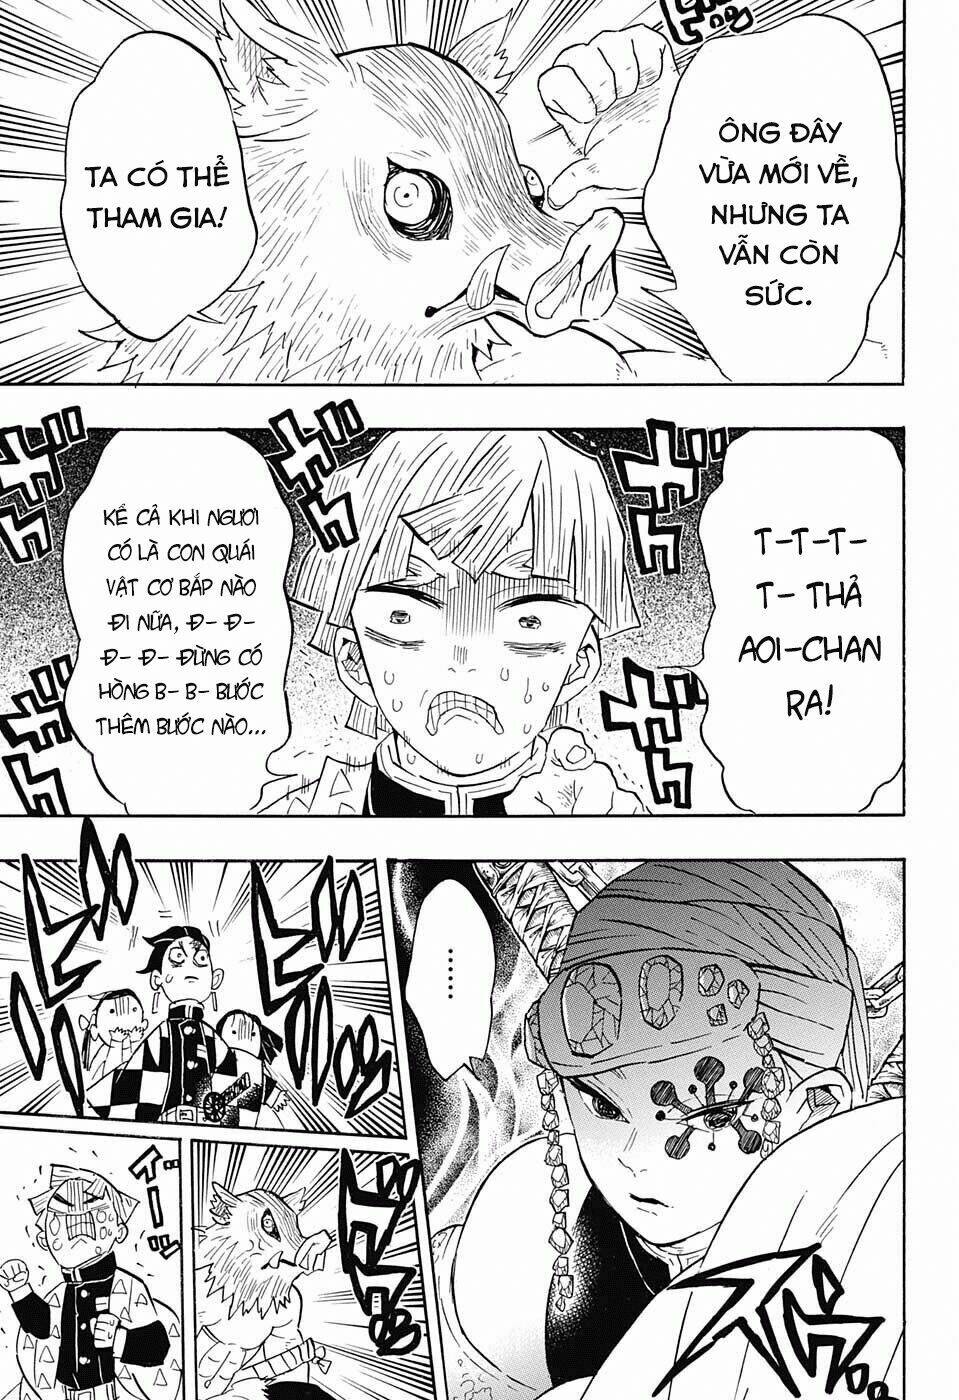 ÔNG ĐÂY
VỪA MỚI VỀ,
NHƯNG TA
VẪN CÒN
SỨC.
TA CÓ THỂ
THAM GIA!
T-T-T-
T- THẢ
AOI-CHAN
RA!
KỂ CẢ KHI NGƯƠI
CÓ LÀ CON QUÁI
VẬT CƠ BẮP NÀO
ĐI NỮA, Đ- Đ-
Đ- Đ- ĐỪNG CÓ
HÒNG B- B- BƯỚC
THÊM BƯỚC NÀO...